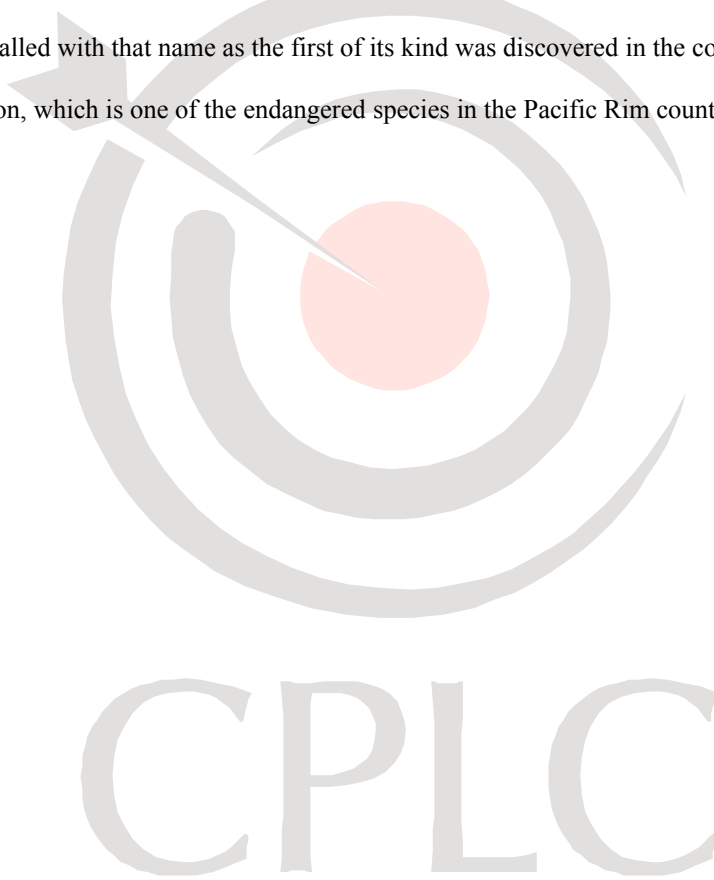 alled with that name as the first of its kind was discovered in the co
on, which is one of the endangered species in the Pacific Rim count
CPLC